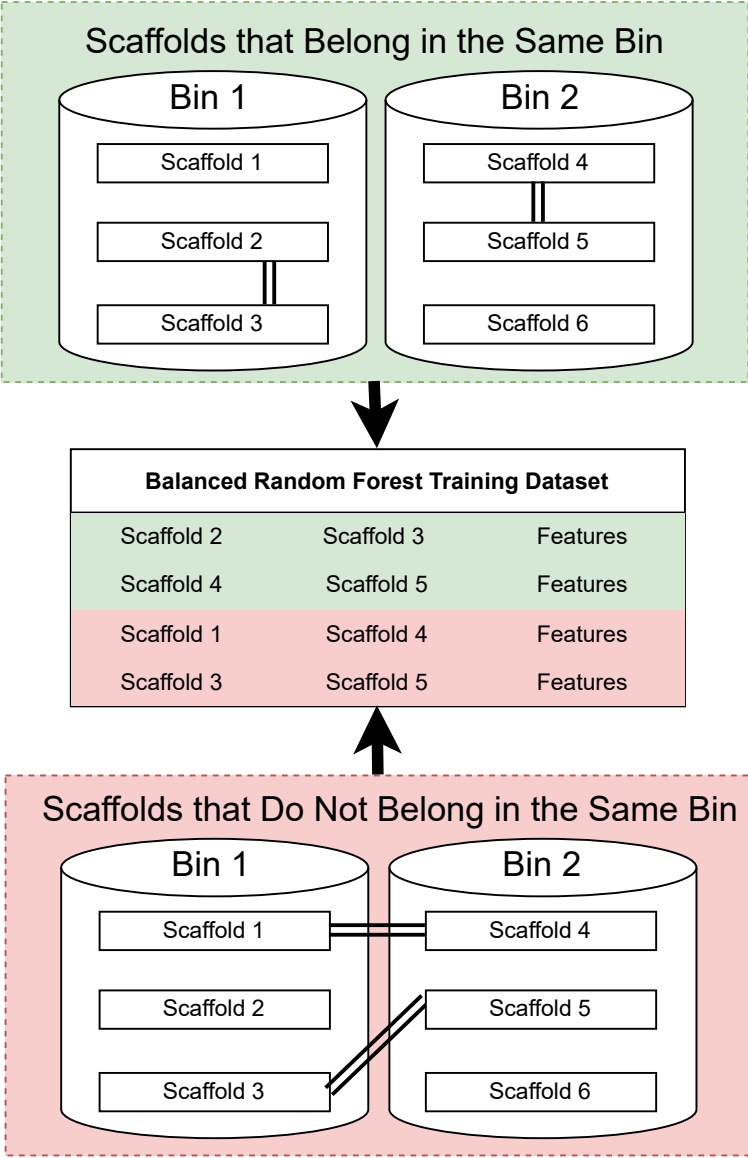 Scaffolds that Belong in the Same Bin
Bin 1 Bin 2
Scaffold 1 Scaffold 4
Scaffold 2 Scaffold 5
Scaffold 3 Scaffold 6
Balanced Random Forest Training Dataset
Scaffold 2 Scaffold 3 Features
Scaffold 4 Scaffold 5 Features
Scaffold 1 Scaffold 4 Features
Scaffold 3 Scaffold 5 Features
Scaffolds that Do Not Belong in the Same Bin
Bin 1 Bin 2
Scaffold 1 Scaffold 4
Scaffold 2 Scaffold 5
Scaffold 3 Scaffold 6